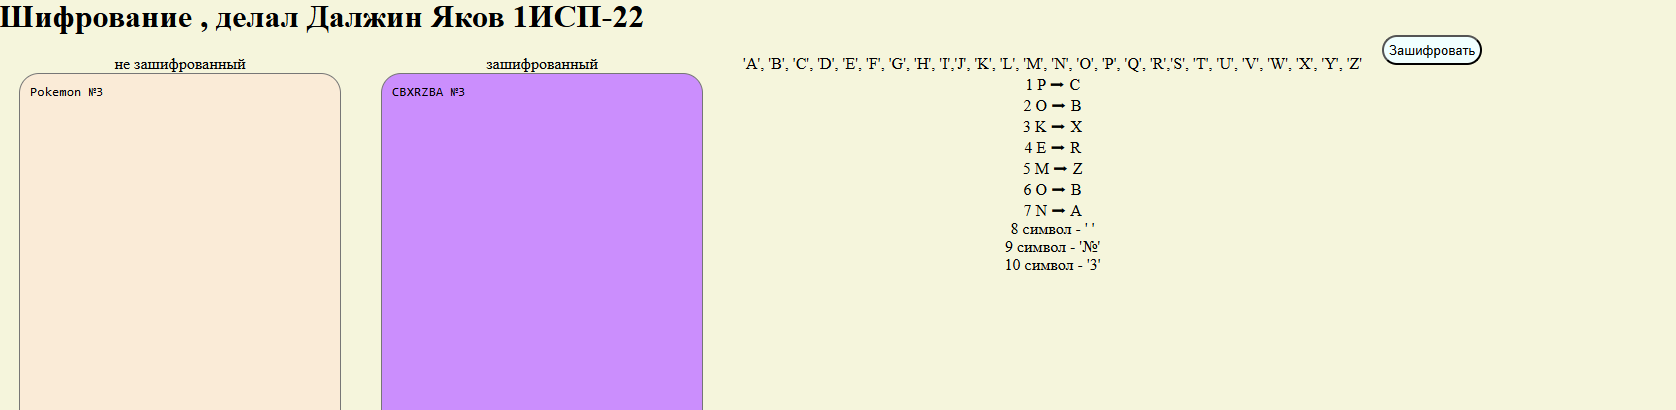 Шифрование , делал Далжин Яков 1ИСП-22
Зашифровать
не зашифрованный
зашифрованный
'A', 'B', 'C', 'D', 'E', 'F', 'G', 'H', 'I','J', 'K', 'L', 'M', 'N', 'O', 'P', 'Q', 'R','S', 'T', 'U', 'V', 'W', 'X', 'Y', 'Z'
Pokemon №3
CBXRZBA №3
1 P ➞ C
2 O ➞ B
3 K ➞ X
4 E ➞ R
5 M ➞ Z
6 O ➞ B
7 N ➞ A
8 символ - ' '
9 символ - '№'
10 символ - '3'